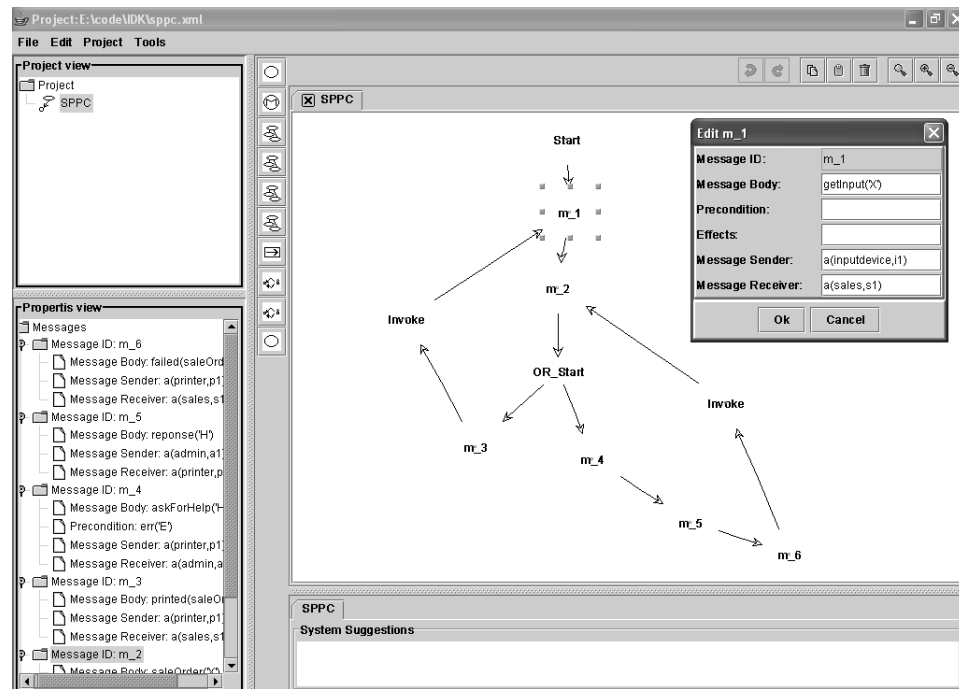 Project:E:\code\IDK\sppc.xml
File Edit Project Tools
Project view
Project
SPPC
Propertis view
Messages
Message ID: m_6
Message Body: failed(saleOrd
Message Sender: a(printer,p1)
Message Receiver: a(sales,s1
Message ID: m_5
Message Body: reponse('H')
Message Sender: a(admin,a1)
Message Receiver: a(printer,p
Message ID: m_4
Message Body: askForHelp('H
Precondition: err('E')
Message Sender: a(printer,p1)
Message Receiver: a(admin,a
Message ID: m_3
Message Body: printed(saleOr
Message Sender: a(printer,p1)
Message Receiver: a(sales,s1
Message ID: m_2
Message Body: saleOrder('X')
SPPC
Start
m_1
m_2
Invoke
OR_Start
Invoke
m_3
m_4
m_5
m_6
Edit m_1
Message ID: m_1
Message Body: getInput('X')
Precondition:
Effects:
Message Sender: a(inputdevice,i1)
Message Receiver: a(sales,s1)
Ok Cancel
SPPC
System Suggestions